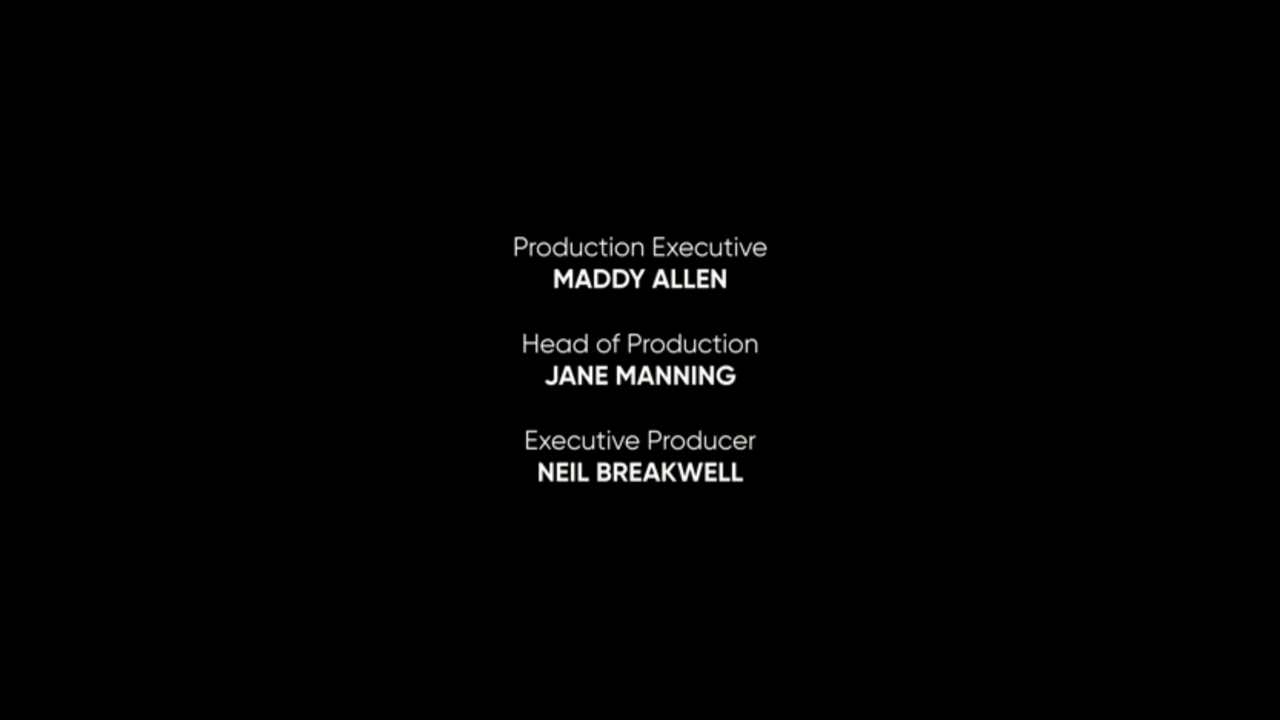 Production Executive
MADDY ALLEN
Head of Production
JANE MANNING
Executive Producer
NEIL BREAKWELL